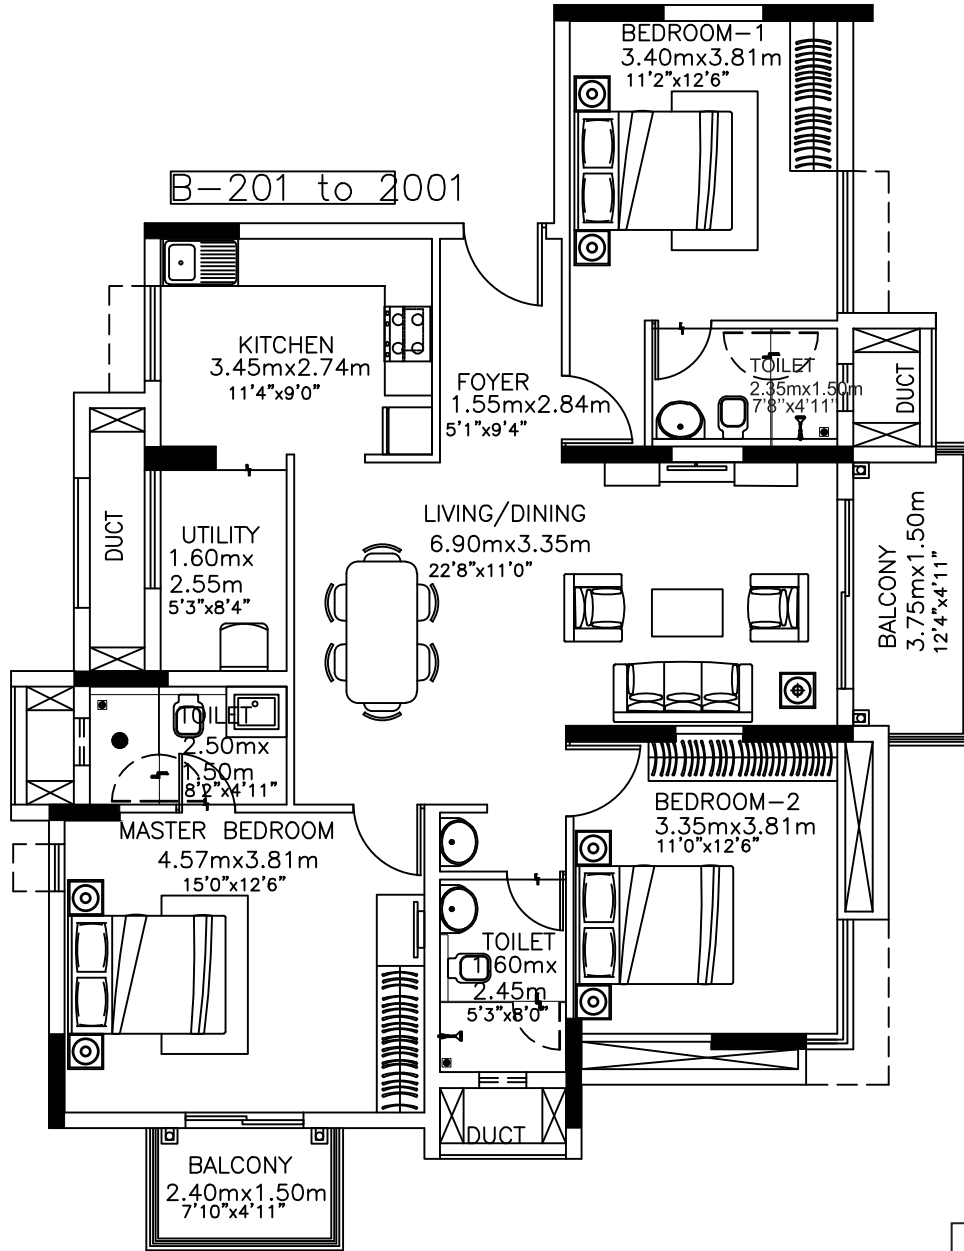 BEDROOM-1
3.40mx3.81m
11'2"x12'6"
B-201 to 2001
KITCHEN
3.45mx2.74m
11'4"x9'0"
FOYER
1.55mx2.84m
5'1"x9'4"
TOILET
2.35mx1.50m
7'8"x4'11"
DUCT
LIVING/DINING
6.90mx3.35m
22'8"x11'0"
DUCT
UTILITY
1.60mx
2.55m
5'3"x8'4"
BALCONY
3.75mx1.50m
12'4"x4'11"
TOILET
2.50mx
1.50m
8'2"x4'11"
MASTER BEDROOM
4.57mx3.81m
15'0"x12'6"
BEDROOM-2
3.35mx3.81m
11'0"x12'6"
TOILET
1.60mx
2.45m
5'3"x8'0"
DUCT
BALCONY
2.40mx1.50m
7'10"x4'11"